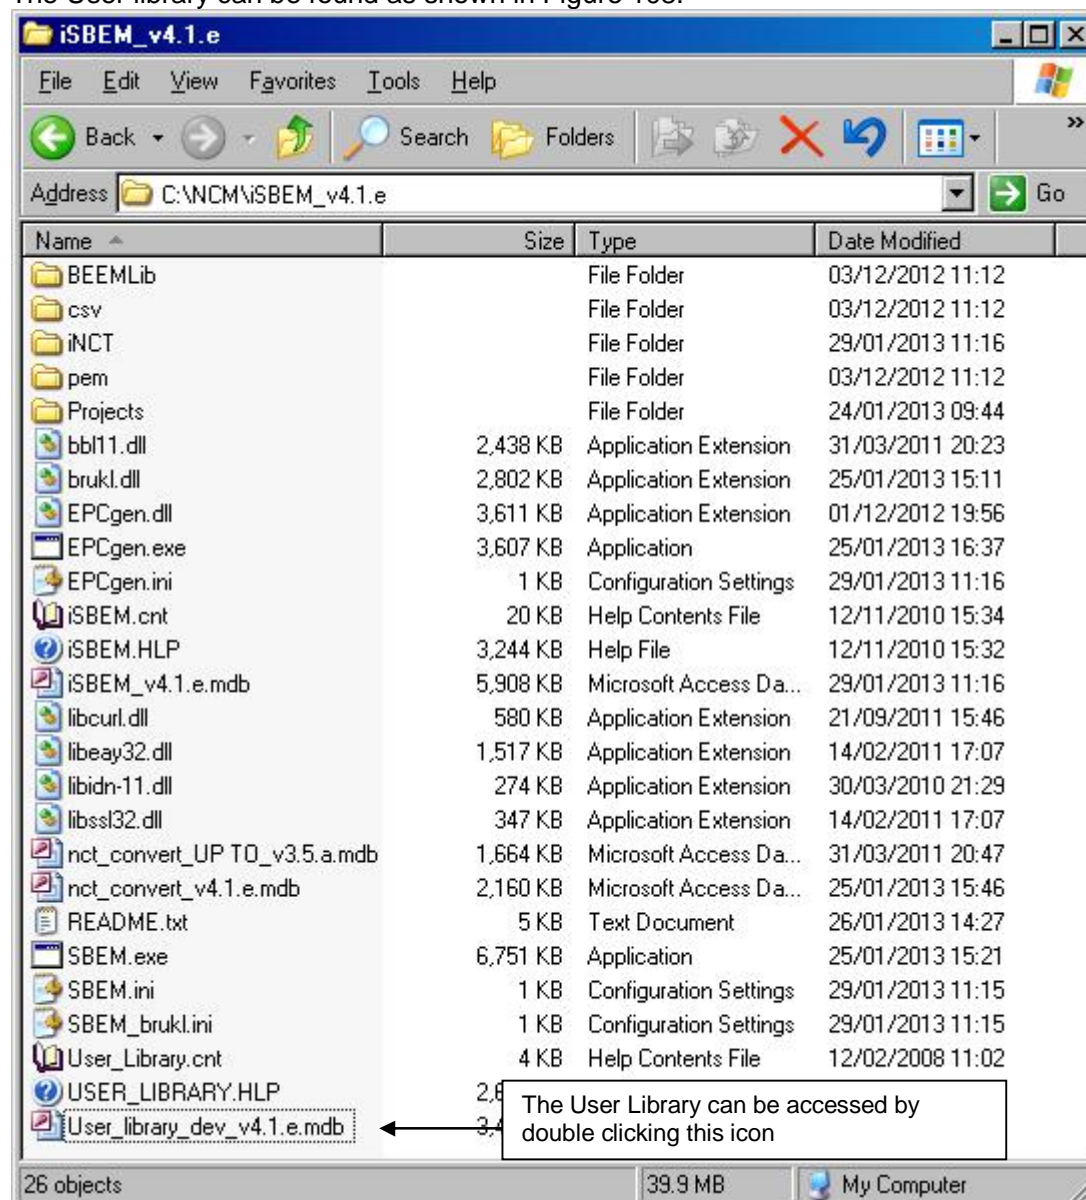 The User library can be found as shown in Figure 103.
iSBEM_v4.1.e
File Edit View Favorites Tools Help
Back Search Folders »
Address C:\NCM\iSBEM_v4.1.e Go
Name Size Type Date Modified
BEEMLib File Folder 03/12/2012 11:12
csv File Folder 03/12/2012 11:12
iNCT File Folder 29/01/2013 11:16
pem File Folder 03/12/2012 11:12
Projects File Folder 24/01/2013 09:44
bbl11.dll 2,438 KB Application Extension 31/03/2011 20:23
brukl.dll 2,802 KB Application Extension 25/01/2013 15:11
EPCgen.dll 3,611 KB Application Extension 01/12/2012 19:56
EPCgen.exe 3,607 KB Application 25/01/2013 16:37
EPCgen.ini 1 KB Configuration Settings 29/01/2013 11:16
iSBEM.cnt 20 KB Help Contents File 12/11/2010 15:34
iSBEM.HLP 3,244 KB Help File 12/11/2010 15:32
iSBEM_v4.1.e.mdb 5,908 KB Microsoft Access Da... 29/01/2013 11:16
libcurl.dll 580 KB Application Extension 21/09/2011 15:46
libeay32.dll 1,517 KB Application Extension 14/02/2011 17:07
libidn-11.dll 274 KB Application Extension 30/03/2010 21:29
libssl32.dll 347 KB Application Extension 14/02/2011 17:07
nct_convert_UP TO_v3.5.a.mdb 1,664 KB Microsoft Access Da... 31/03/2011 20:47
nct_convert_v4.1.e.mdb 2,160 KB Microsoft Access Da... 25/01/2013 15:46
README.txt 5 KB Text Document 26/01/2013 14:27
SBEM.exe 6,751 KB Application 25/01/2013 15:21
SBEM.ini 1 KB Configuration Settings 29/01/2013 11:15
SBEM_brukl.ini 1 KB Configuration Settings 29/01/2013 11:15
User_Library.cnt 4 KB Help Contents File 12/02/2008 11:02
USER_LIBRARY.HLP
User_library_dev_v4.1.e.mdb
The User Library can be accessed by
double clicking this icon
26 objects 39.9 MB My Computer